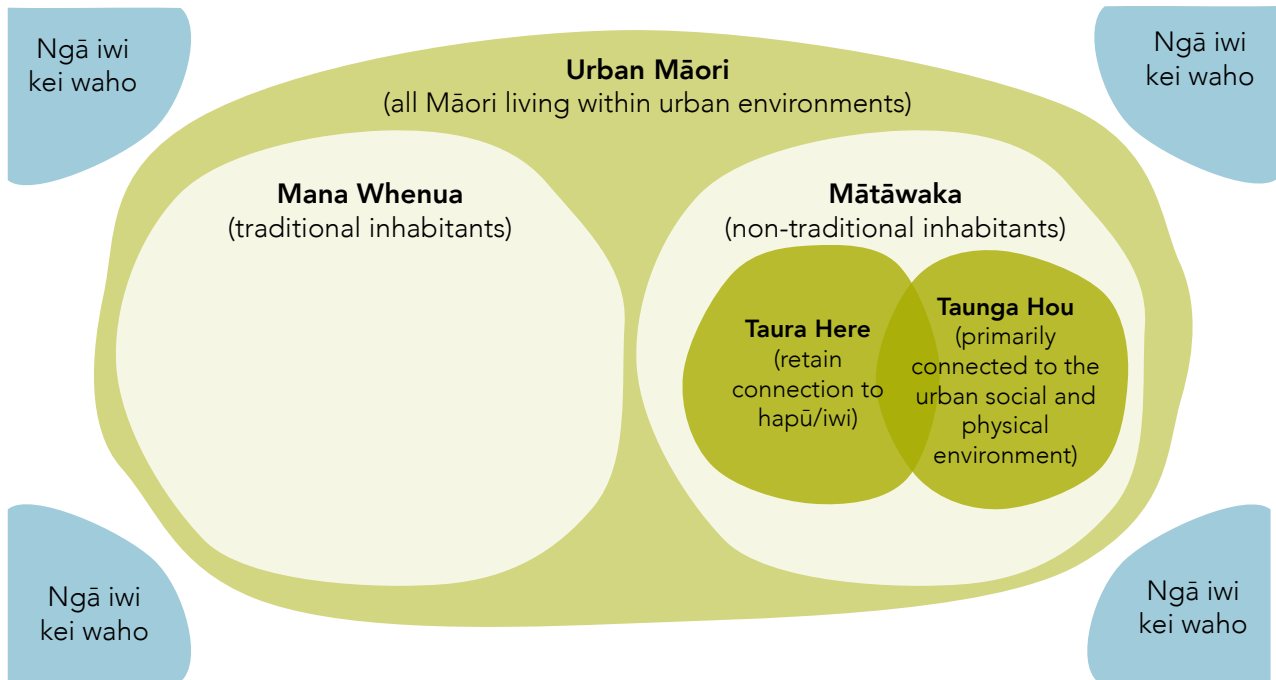 Ngā iwi
kei waho
Ngā iwi
kei waho
Urban Māori
(all Māori living within urban environments)
Mana Whenua
(traditional inhabitants)
Mātāwaka
(non-traditional inhabitants)
Taura Here
(retain
connection to
hapū/iwi)
Taunga Hou
(primarily
connected to the
urban social and
physical
environment)
Ngā iwi
kei waho
Ngā iwi
kei waho